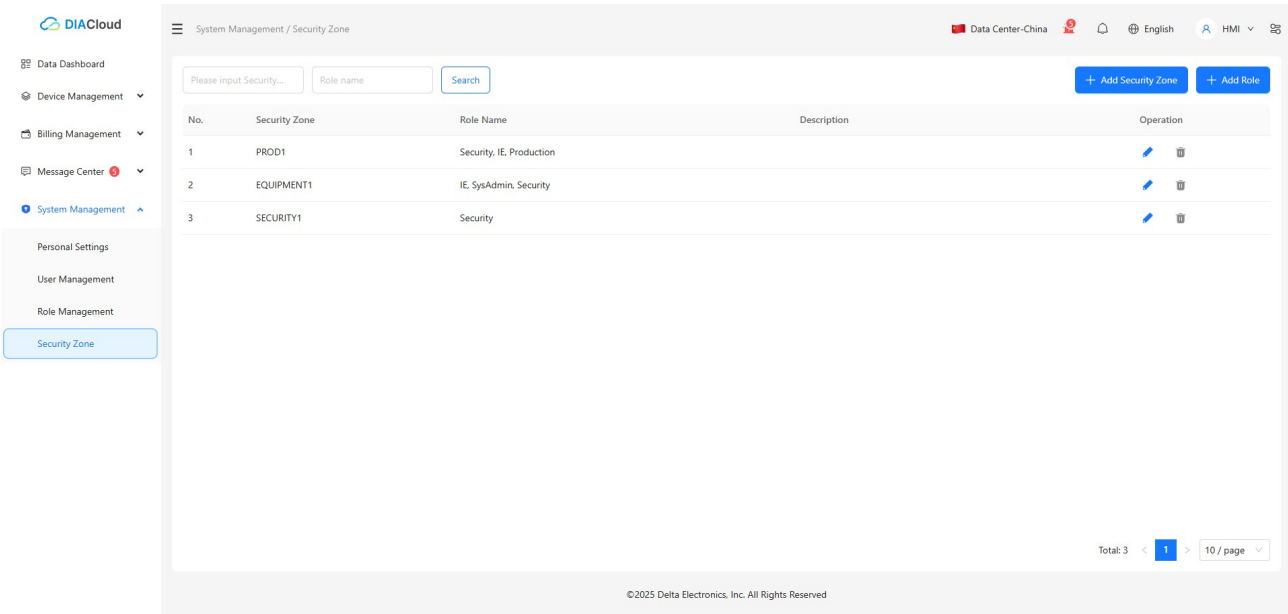 DIACloud
System Management / Security Zone
Data Center-China
5
English
HMI
Data Dashboard
Device Management
Billing Management
Message Center 5
System Management
Personal Settings
User Management
Role Management
Security Zone
Please input Security... Role name Search + Add Security Zone + Add Role
No. Security Zone Role Name Description Operation
1 PROD1 Security, IE, Production
2 EQUIPMENT1 IE, SysAdmin, Security
3 SECURITY1 Security
Total: 3 < 1 > 10 / page
©2025 Delta Electronics, Inc. All Rights Reserved